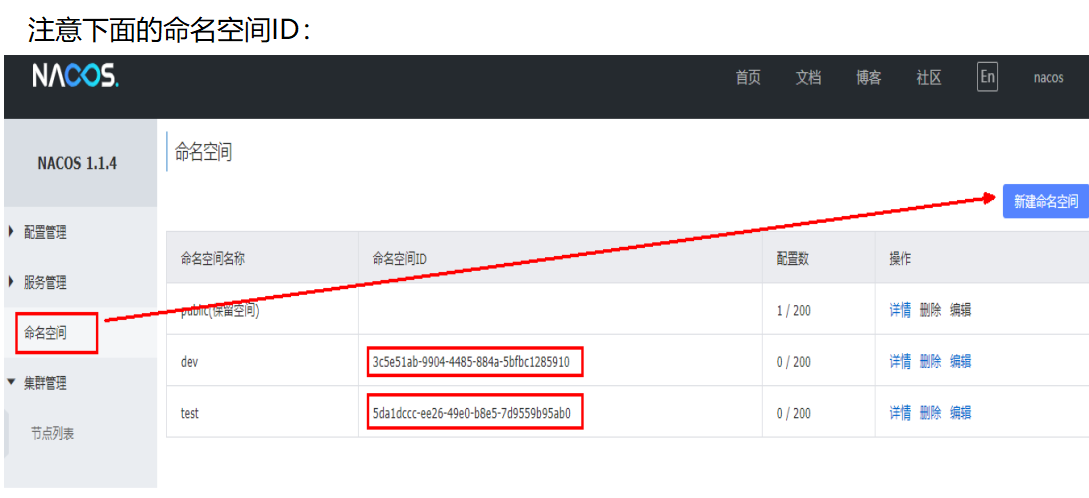 注意下面的命名空间ID：
NACOS.
首页 文档 博客 社区 En nacos
NACOS 1.1.4
命名空间
新建命名空间
配置管理
服务管理
命名空间
集群管理
节点列表
命名空间名称 命名空间ID 配置数 操作
public(保留空间) 1 / 200 详情 删除 编辑
dev 3c5e51ab-9904-4485-884a-5bfbc1285910 0 / 200 详情 删除 编辑
test 5da1dccc-ee26-49e0-b8e5-7d9559b95ab0 0 / 200 详情 删除 编辑